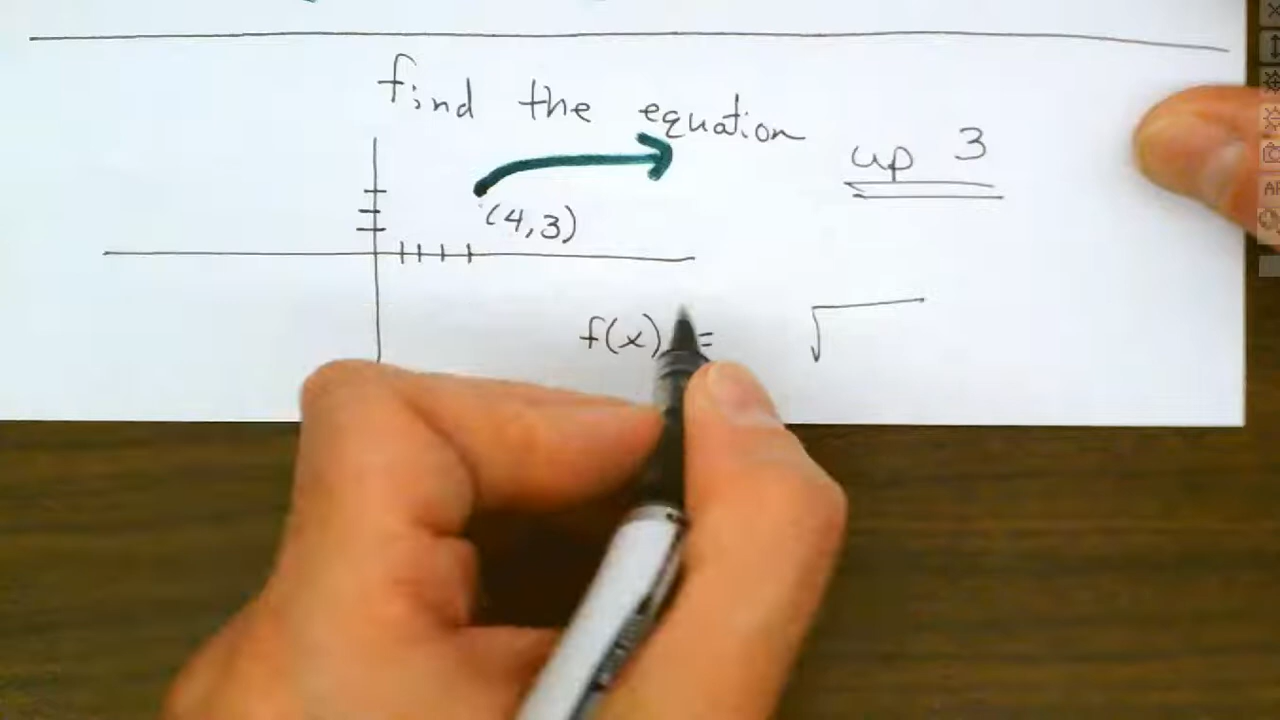 find the equation
up 3
(4,3)
f(x) = √